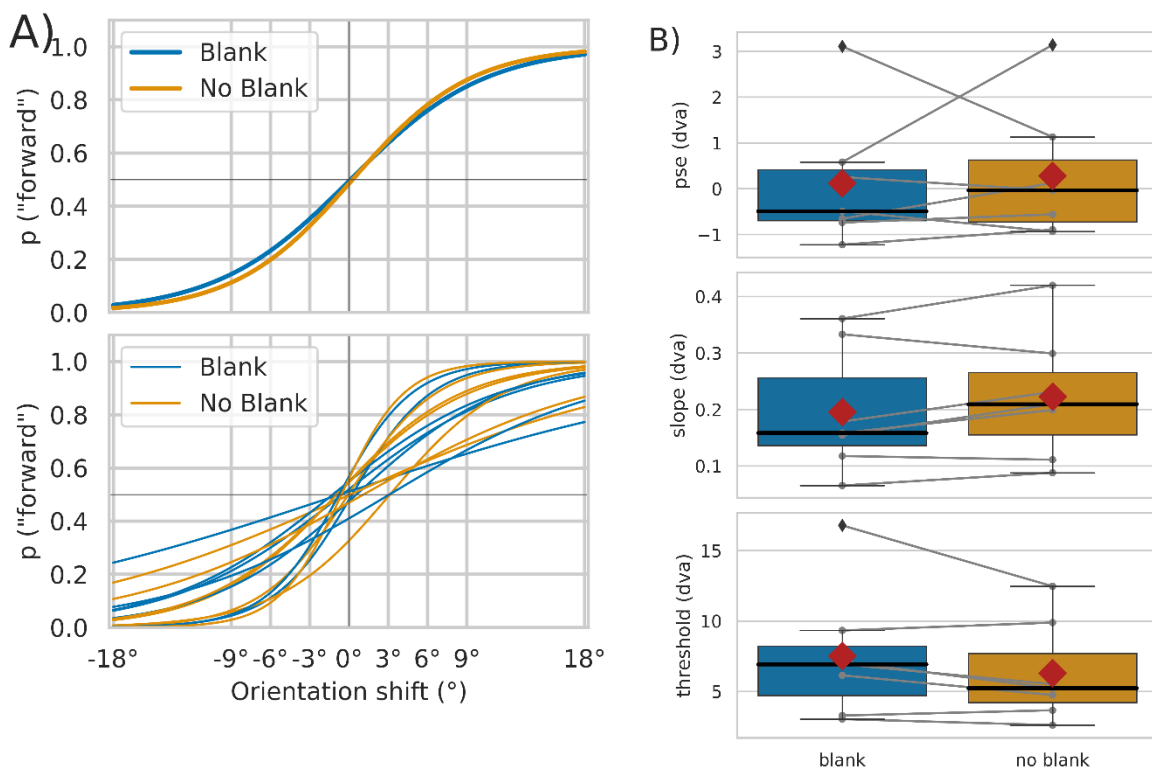 A)
Blank
No Blank
1.0
0.8
0.6
0.4
0.2
0.0
p ("forward")
Blank
No Blank
1.0
0.8
0.6
0.4
0.2
0.0
p ("forward")
-18° -9° -6° -3° 0° 3° 6° 9° 18°
Orientation shift (°)
B)
3
2
1
0
−1
pse (dva)
0.4
0.3
0.2
0.1
slope (dva)
15
10
5
threshold (dva)
blank no blank